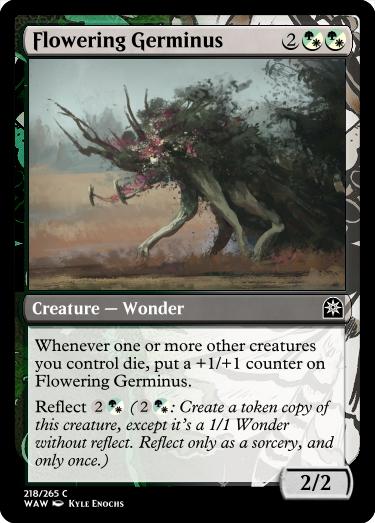 Flowering Germinus 2
Creature — Wonder
Whenever one or more other creatures
you control die, put a +1/+1 counter on
Flowering Germinus.
Reflect 2 (2 : Create a token copy of
this creature, except it's a 1/1 Wonder
without reflect. Reflect only as a sorcery, and
only once.)
2/2
218/265 C
WAW Kyle Enochs